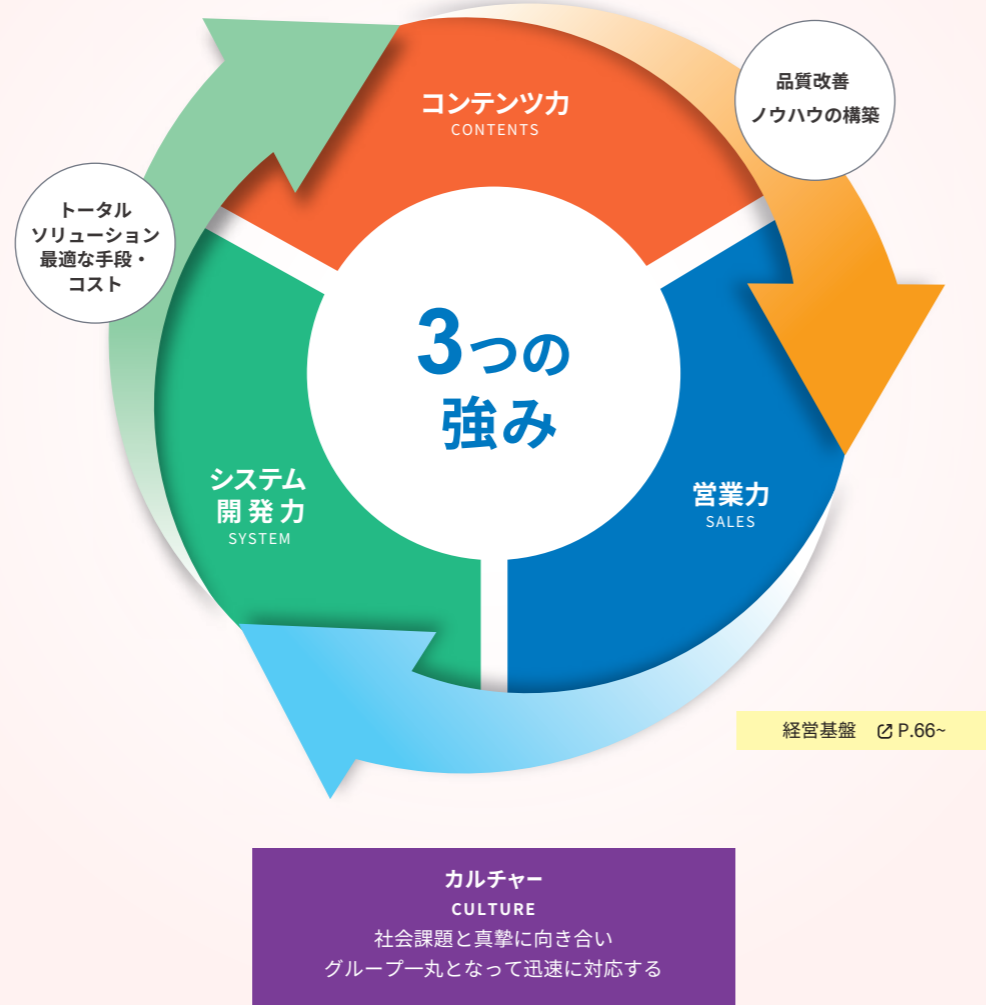 コンテンツ力
CONTENTS
品質改善
ノウハウの構築
トータル
ソリューション
最適な手段・
コスト
3つの
強み
システム
開発力
SYSTEM
営業力
SALES
経営基盤 P.66~
カルチャー
CULTURE
社会課題と真摯に向き合い
グループ一丸となって迅速に対応する